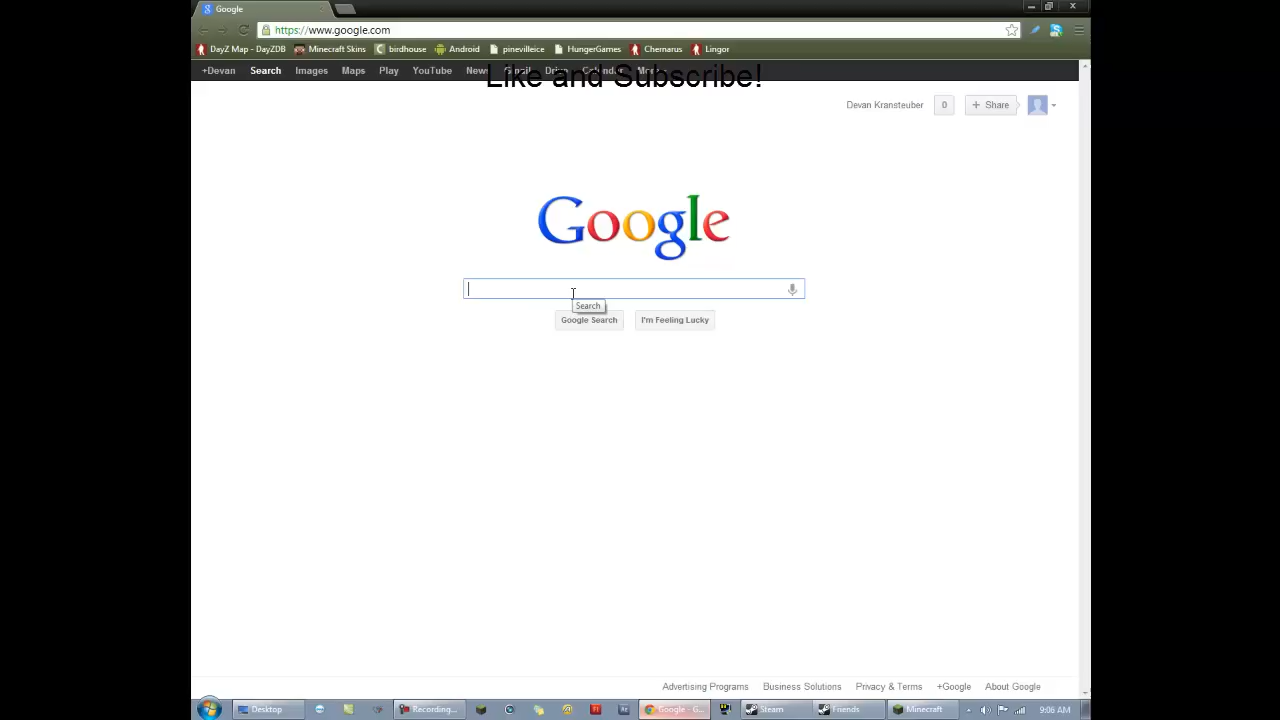 Google
https://www.google.com
DayZ Map - DayZDB Minecraft Skins birdhouse Android pinevilleice HungerGames Chernarus Lingor
+Devan Search Images Maps Play YouTube News Gmail Drive Calendar More
Like and Subscribe!
Devan Kransteuber 0 + Share
Google
Search
Google Search I'm Feeling Lucky
Advertising Programs Business Solutions Privacy & Terms +Google About Google
Desktop Recording... Google - G... Steam Friends Minecraft 9:06 AM